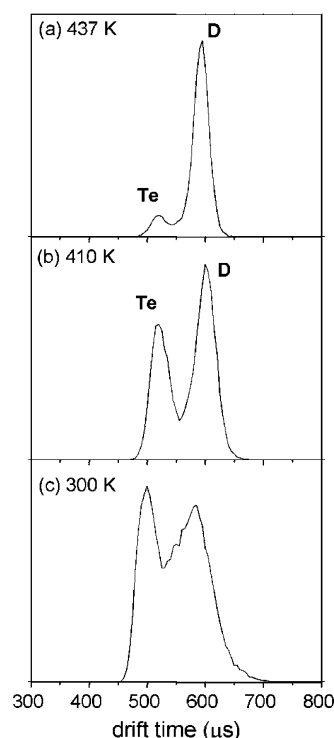 (a) 437 K
D
Te
(b) 410 K
D
Te
(c) 300 K
300 400 500 600 700 800
drift time (μs)